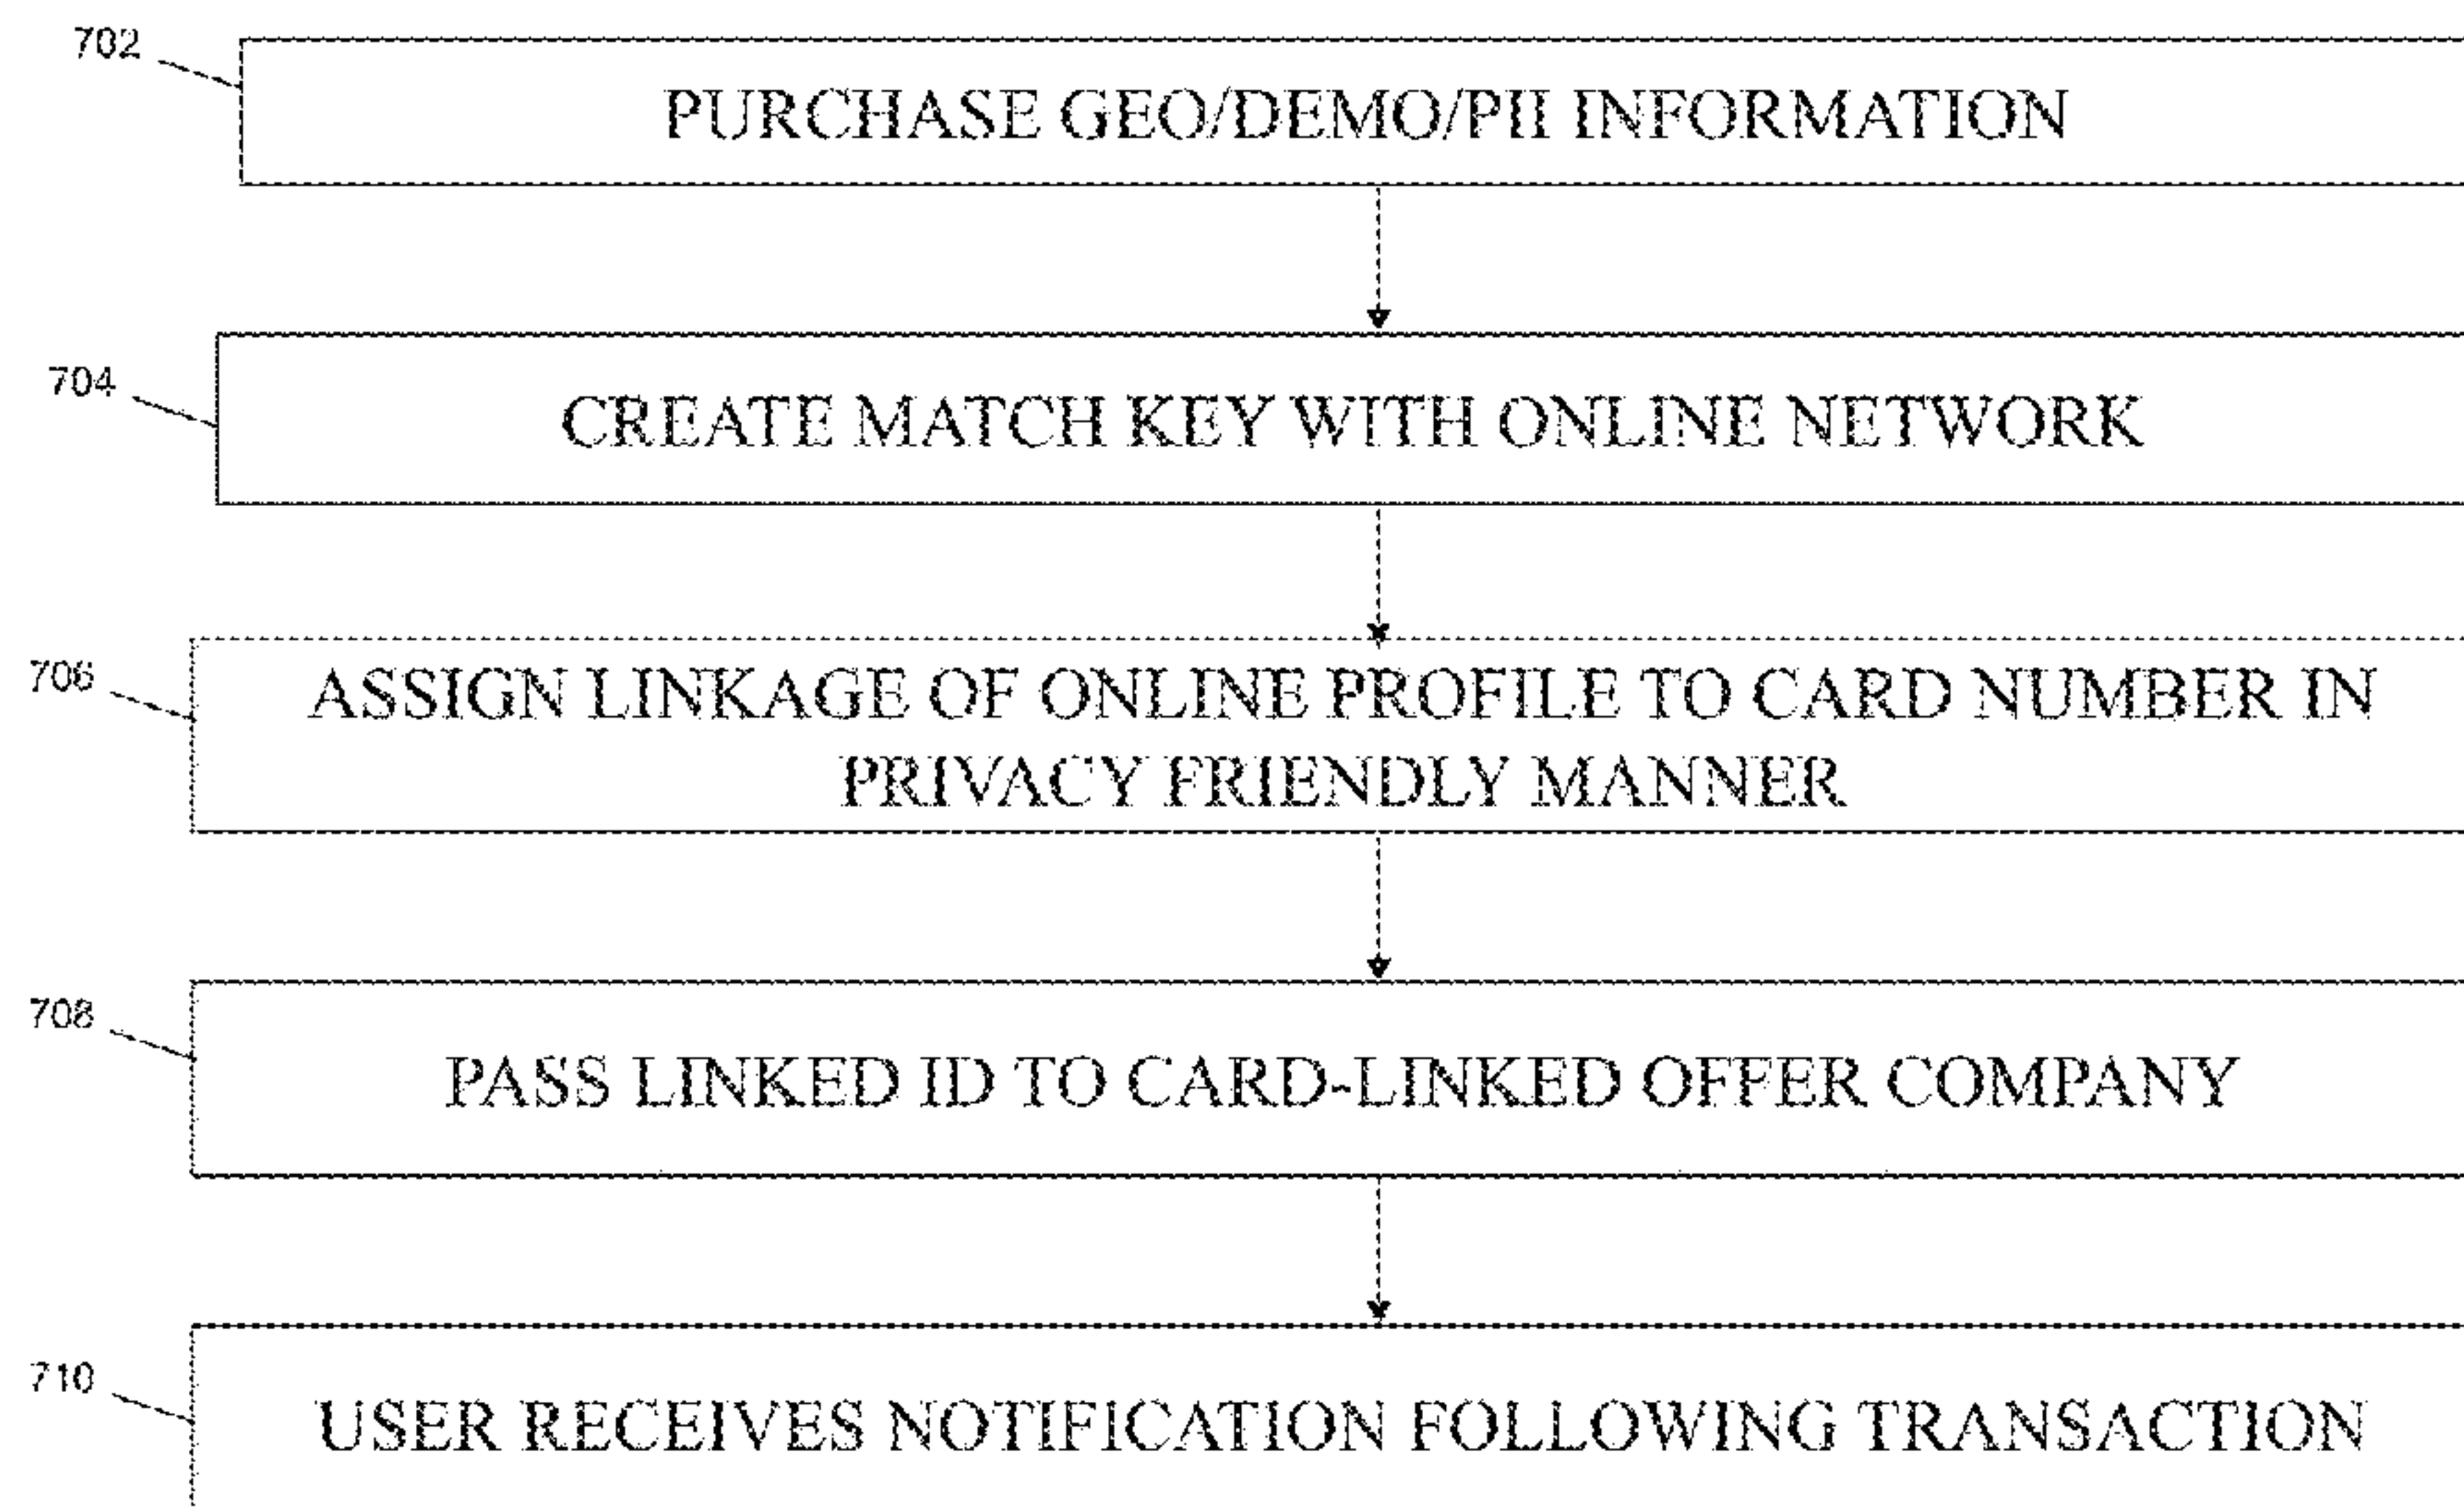 702
PURCHASE GEO/DEMO/PII INFORMATION
704
CREATE MATCH KEY WITH ONLINE NETWORK
706
ASSIGN LINKAGE OF ONLINE PROFILE TO CARD NUMBER IN
PRIVACY FRIENDLY MANNER
708
PASS LINKED ID TO CARD-LINKED OFFER COMPANY
710
USER RECEIVES NOTIFICATION FOLLOWING TRANSACTION